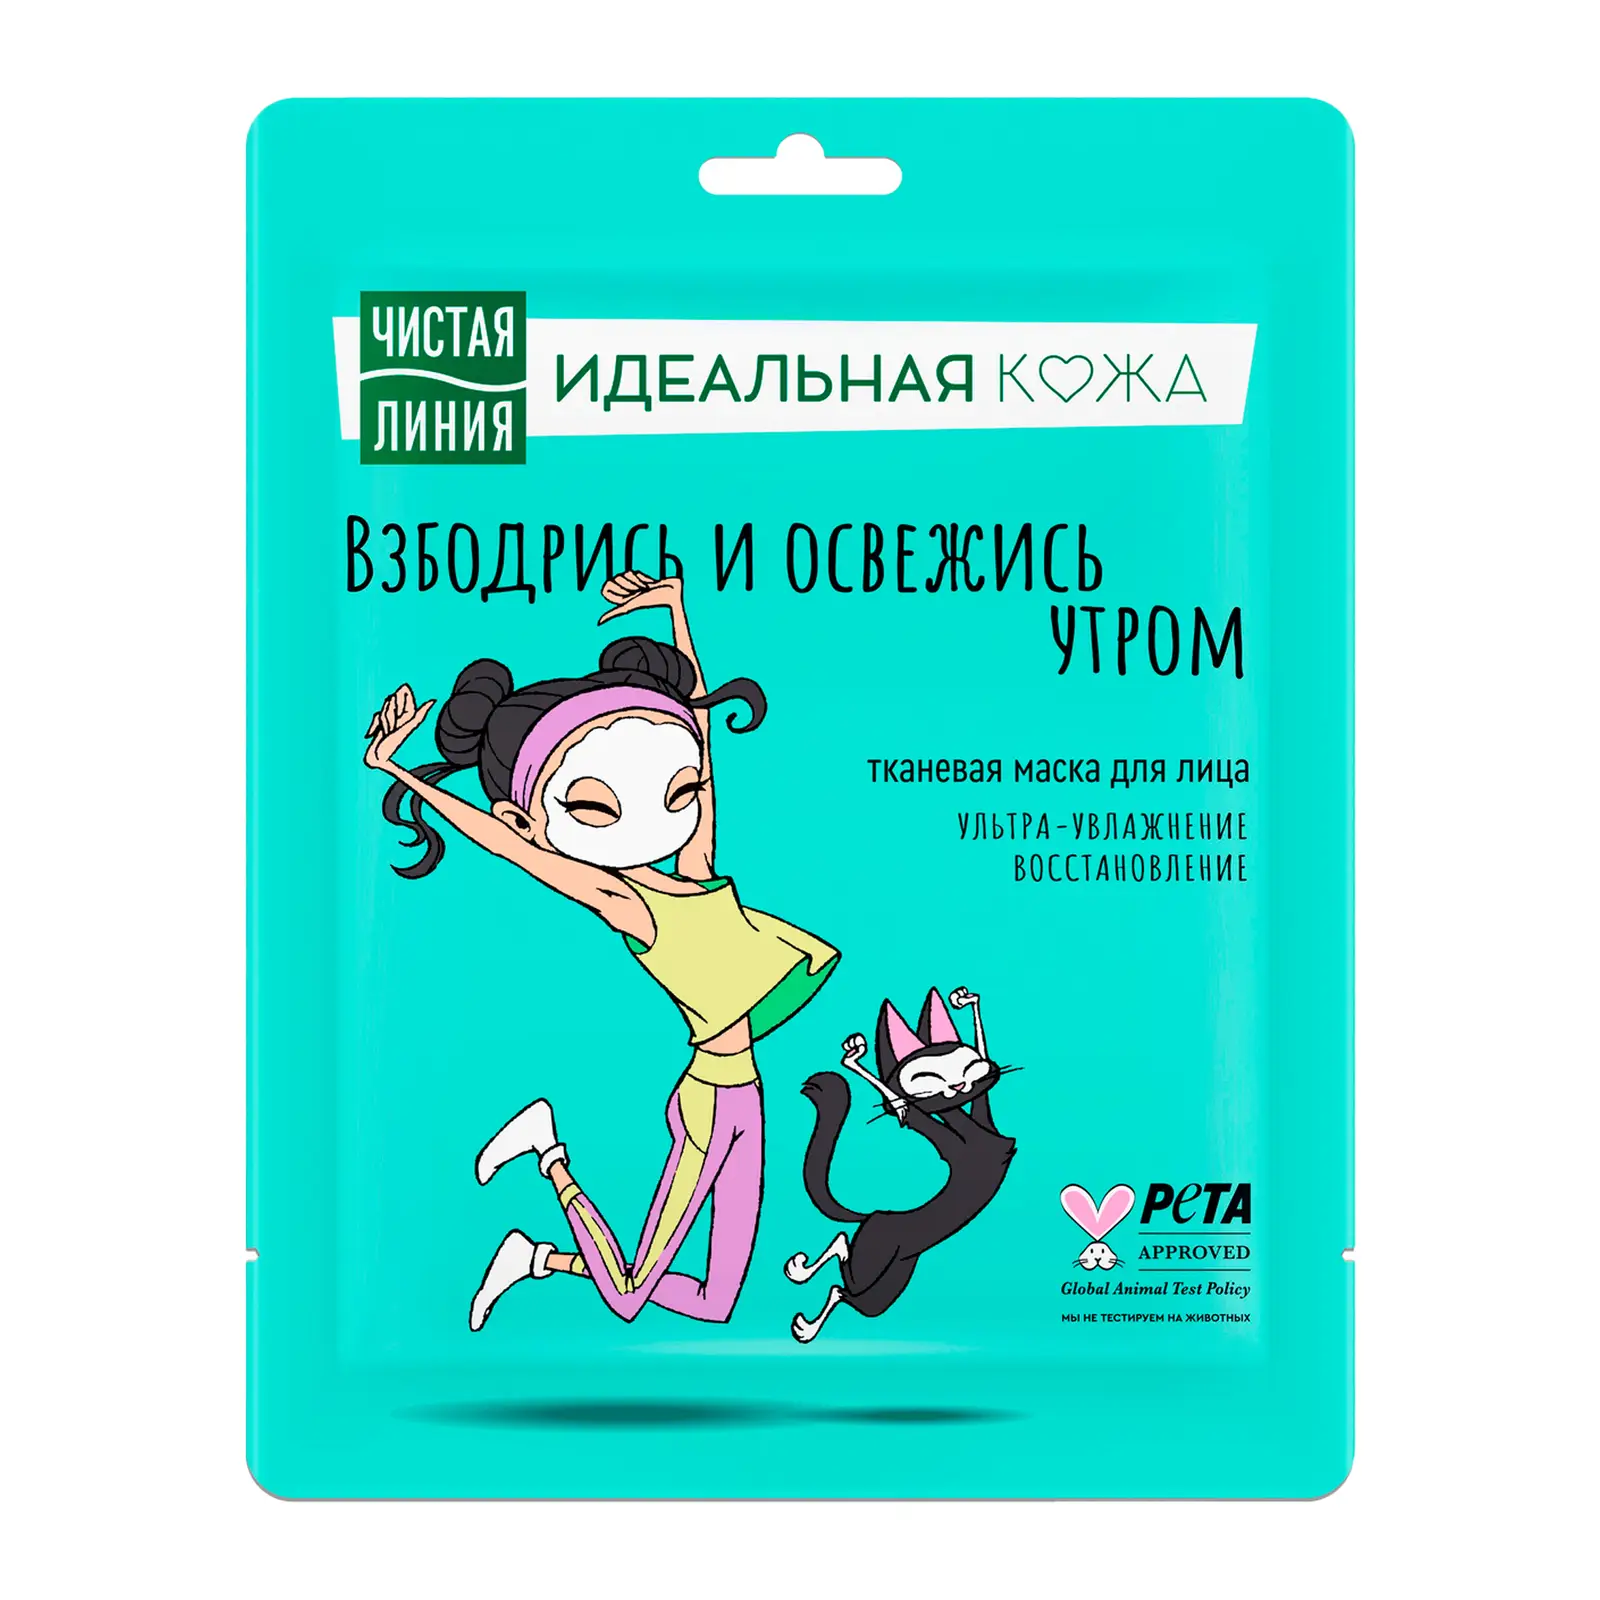 ЧИСТАЯ
ЛИНИЯ
ИДЕАЛЬНАЯ КОЖА
Взбодрись и освежись
утром
тканевая маска для лица
УЛЬТРА-УВЛАЖНЕНИЕ
ВОССТАНОВЛЕНИЕ
PeTA
APPROVED
Global Animal Test Policy
МЫ НЕ ТЕСТИРУЕМ НА ЖИВОТНЫХ